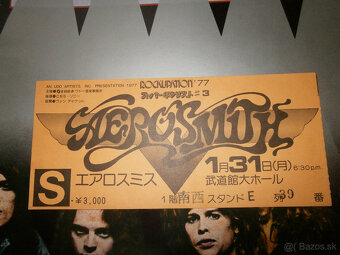 AN UDO ARTISTS, INC. PRESENTATION 1977
ROCKUPATION '77
AEROSMITH
1月31日(月) 6:30pm
S エアロスミス
武道館大ホール
・¥3,000
1階 南西 スタンド E 列 39 番
bazos.sk